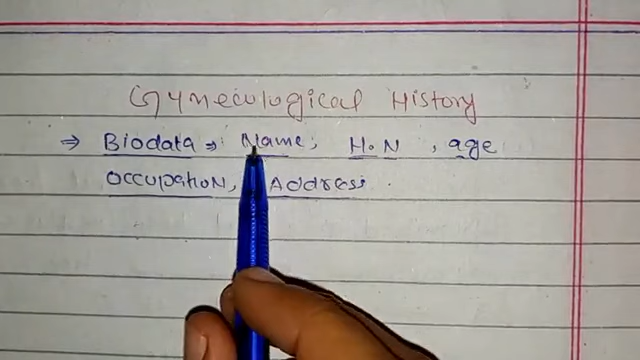 Gynecological History
⇒ Biodata ⇒ Name, H.N, age
Occupation, Address.